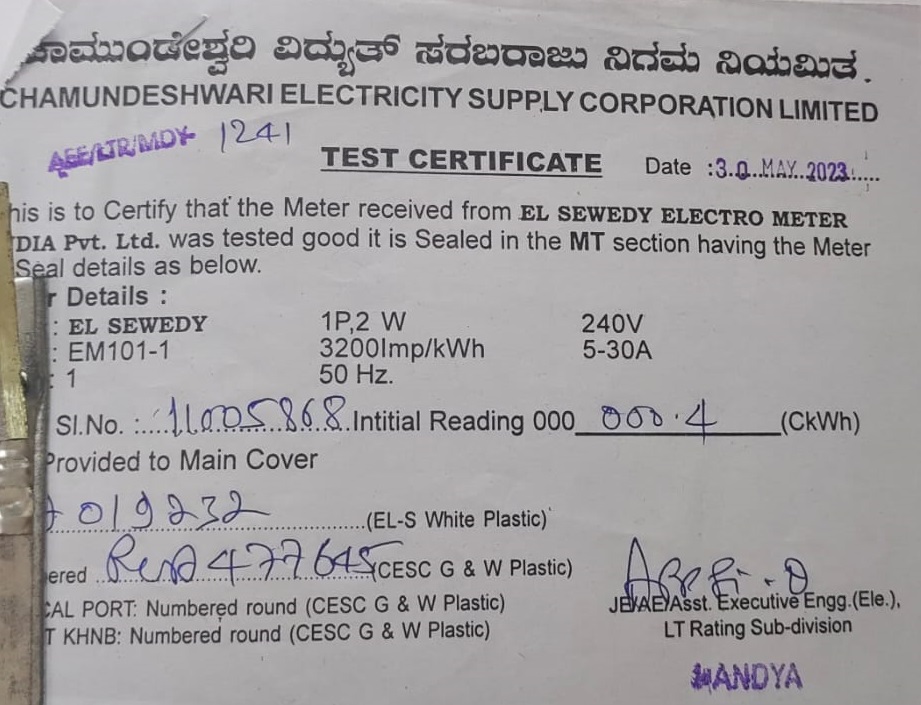 ಚಾಮುಂಡೇಶ್ವರಿ ವಿದ್ಯುತ್ ಸರಬರಾಜು ನಿಗಮ ನಿಯಮಿತ.
CHAMUNDESHWARI ELECTRICITY SUPPLY CORPORATION LIMITED
AEE/LTR/MDY 1241
TEST CERTIFICATE Date :30 MAY 2023
his is to Certify that the Meter received from EL SEWEDY ELECTRO METER
DIA Pvt. Ltd. was tested good it is Sealed in the MT section having the Meter
Seal details as below.
r Details :
: EL SEWEDY 1P,2 W 240V
: EM101-1 3200Imp/kWh 5-30A
: 1 50 Hz.
Sl.No. : 11005868 Intitial Reading 000 000.4 (CkWh)
Provided to Main Cover
019232 (EL-S White Plastic)
ered 477645 (CESC G & W Plastic)
CAL PORT: Numbered round (CESC G & W Plastic)
T KHNB: Numbered round (CESC G & W Plastic)
JE/AE/Asst. Executive Engg.(Ele.),
LT Rating Sub-division
MANDYA